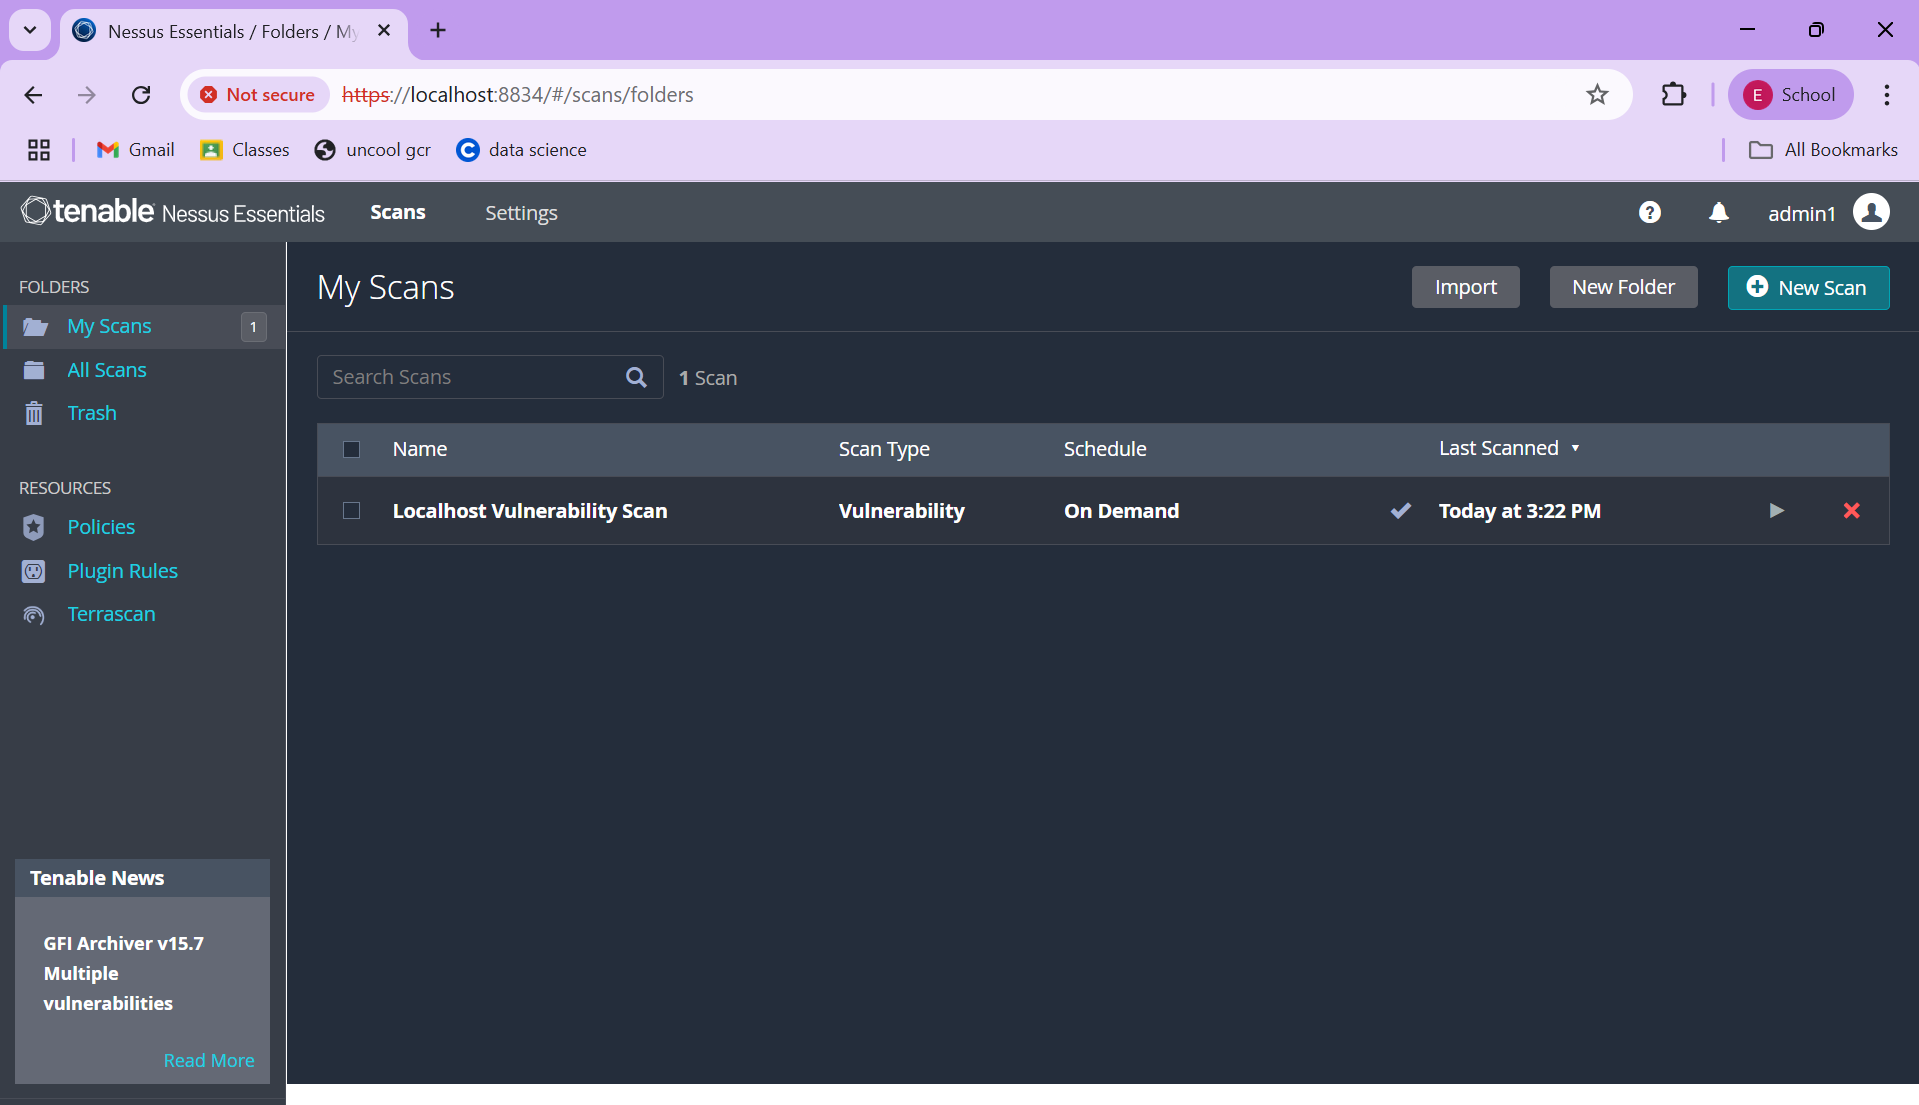 Nessus Essentials / Folders / My
Not secure
https://localhost:8834/#/scans/folders
E School
Gmail
Classes
uncool gcr
data science
All Bookmarks
tenable Nessus Essentials
Scans
Settings
?
admin1
FOLDERS
My Scans
1
All Scans
Trash
RESOURCES
Policies
Plugin Rules
Terrascan
Tenable News
GFI Archiver v15.7
Multiple
vulnerabilities
Read More
My Scans
Import
New Folder
New Scan
Search Scans
1 Scan
Name
Scan Type
Schedule
Last Scanned
Localhost Vulnerability Scan
Vulnerability
On Demand
Today at 3:22 PM